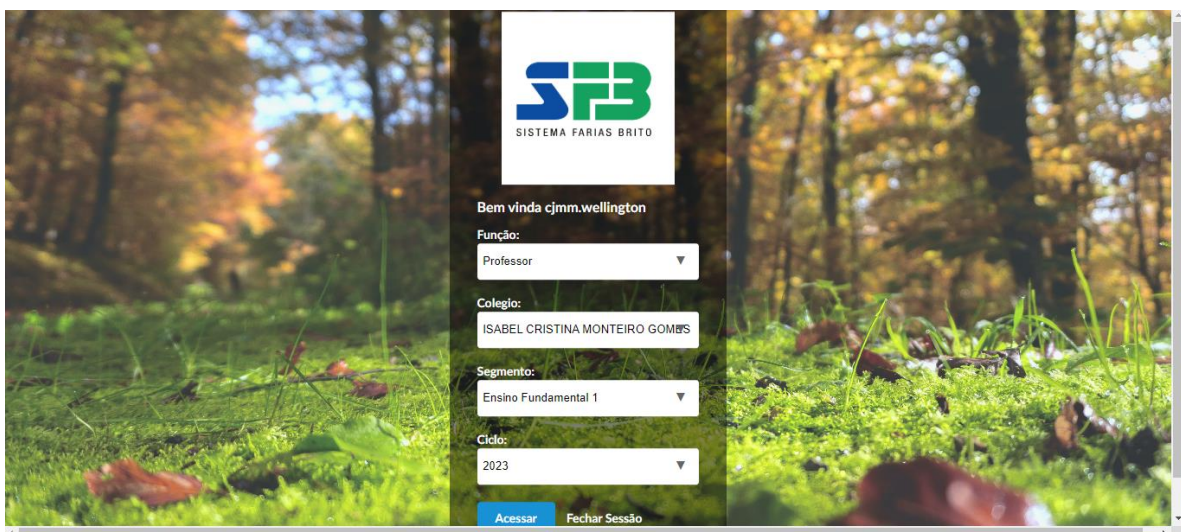 SFB
SISTEMA FARIAS BRITO
Bem vinda cjmm.wellington
Função:
Professor
Colegio:
ISABEL CRISTINA MONTEIRO GOMES
Segmento:
Ensino Fundamental 1
Ciclo:
2023
Acessar Fechar Sessão